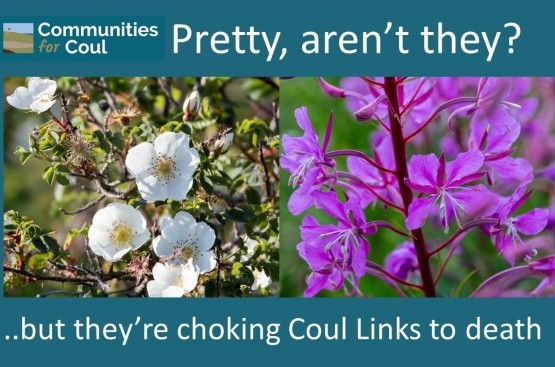 Communities
for Coul
Pretty, aren't they?
..but they're choking Coul Links to death